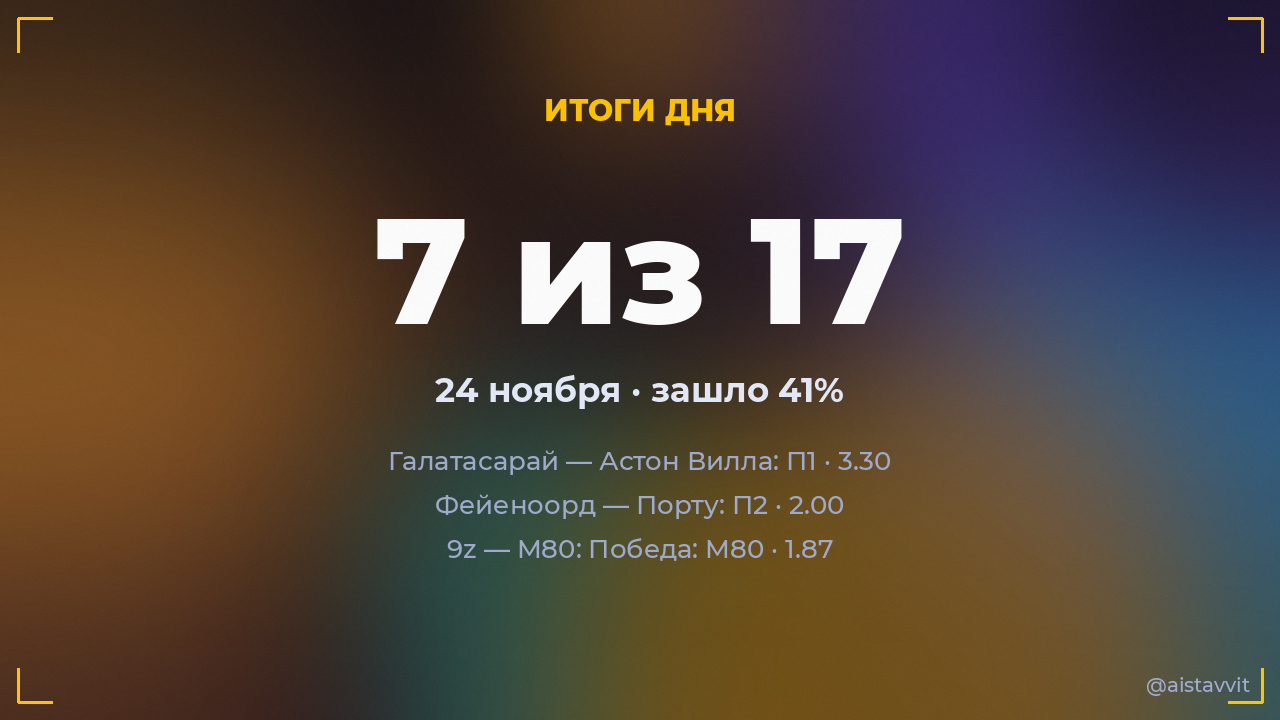 ИТОГИ ДНЯ
7 из 17
24 ноября · зашло 41%
Галатасарай — Астон Вилла: П1 · 3.30
Фейеноорд — Порту: П2 · 2.00
9z — M80: Победа: M80 · 1.87
@aistavvit